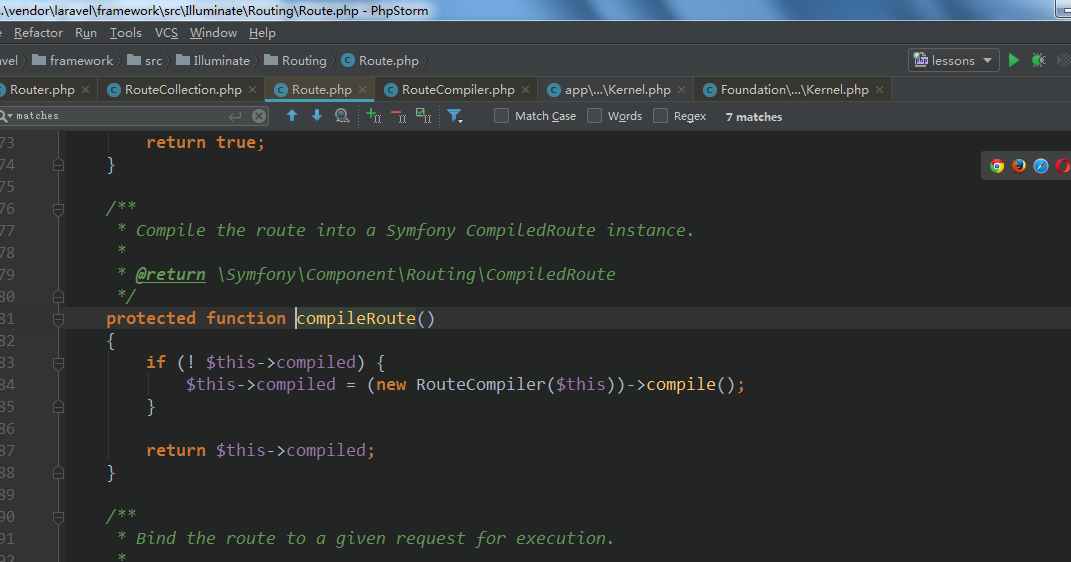 .\vendor\laravel\framework\src\Illuminate\Routing\Route.php - PhpStorm
Refactor Run Tools VCS Window Help
framework src Illuminate Routing Route.php lessons
Router.php RouteCollection.php Route.php RouteCompiler.php app\...\Kernel.php Foundation\...\Kernel.php
matches Match Case Words Regex 7 matches
73 return true;
74 }
75
76 /**
77 * Compile the route into a Symfony CompiledRoute instance.
78 *
79 * @return \Symfony\Component\Routing\CompiledRoute
80 */
81 protected function compileRoute()
82 {
83 if (! $this->compiled) {
84 $this->compiled = (new RouteCompiler($this))->compile();
85 }
86
87 return $this->compiled;
88 }
89
90 /**
91 * Bind the route to a given request for execution.
92 *